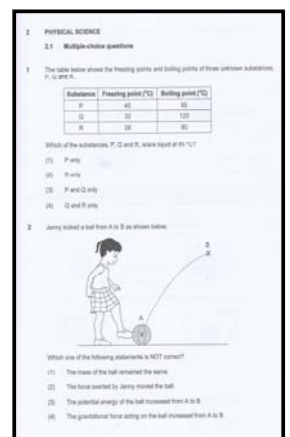 2 PHYSICAL SCIENCE
2.1 Multiple-choice questions
1 The table below shows the freezing points and boiling points of three unknown substances,
P, Q and R.
Substance Freezing point (°C) Boiling point (°C)
P 40
Q 120
R
Which of the substances, P, Q and R, is/are liquid at °C?
(1) P only
(2) R only
(3) P and Q only
(4) Q and R only
2 Jenny kicked a ball from A to B as shown below.
B
A
Which one of the following statements is NOT correct?
(1) The mass of the ball remained the same.
(2) The force exerted by Jenny moved the ball.
(3) The potential energy of the ball increased from A to B.
(4) The gravitational force acting on the ball increased from A to B.